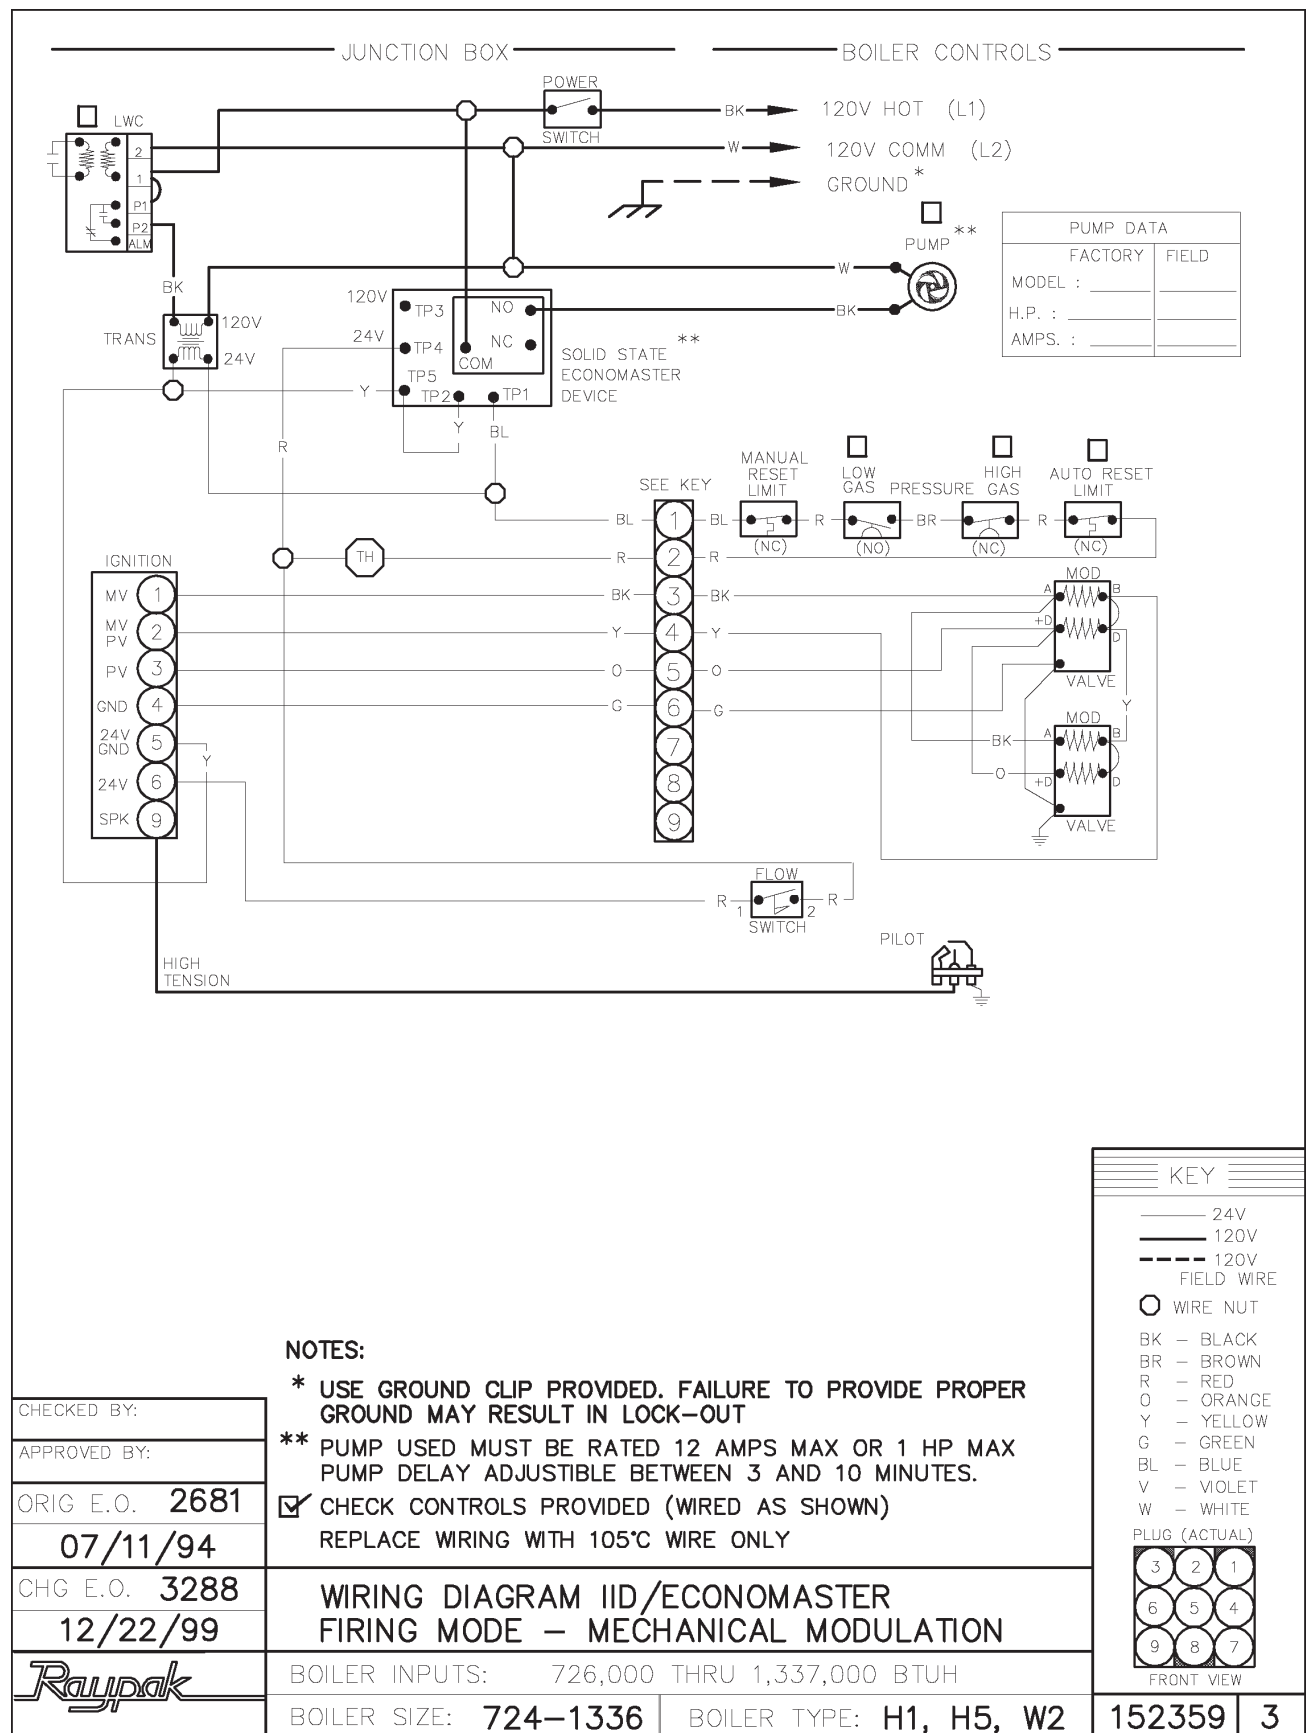 JUNCTION BOX
BOILER CONTROLS
POWER
SWITCH
BK
120V HOT (L1)
W
120V COMM (L2)
GROUND *
LWC
2
1
P1
P2
ALM
BK
TRANS
120V
24V
PUMP **
W
BK
PUMP DATA
FACTORY FIELD
MODEL :
H.P. :
AMPS. :
120V
24V
TP3
TP4
TP5
TP2
TP1
NO
NC
COM
SOLID STATE **
ECONOMASTER
DEVICE
Y
Y
BL
R
SEE KEY
MANUAL
RESET
LIMIT
(NC)
LOW
GAS
PRESSURE
HIGH
GAS
(NO)
(NC)
AUTO RESET
LIMIT
(NC)
BL 1 BL R BR R
TH
R 2 R
BK 3 BK
Y 4 Y
O 5 O
G 6 G
7
8
9
IGNITION
MV 1
MV
PV 2
PV 3
GND 4
24V
GND 5
Y
24V 6
SPK 9
MOD
A B
+D D
VALVE
Y
MOD
BK A B
O +D D
VALVE
FLOW
R 1 2 R
SWITCH
HIGH
TENSION
PILOT
KEY
24V
120V
120V
FIELD WIRE
WIRE NUT
BK – BLACK
BR – BROWN
R – RED
O – ORANGE
Y – YELLOW
G – GREEN
BL – BLUE
V – VIOLET
W – WHITE
PLUG (ACTUAL)
3 2 1
6 5 4
9 8 7
FRONT VIEW
NOTES:
* USE GROUND CLIP PROVIDED. FAILURE TO PROVIDE PROPER
GROUND MAY RESULT IN LOCK–OUT
** PUMP USED MUST BE RATED 12 AMPS MAX OR 1 HP MAX
PUMP DELAY ADJUSTIBLE BETWEEN 3 AND 10 MINUTES.
CHECK CONTROLS PROVIDED (WIRED AS SHOWN)
REPLACE WIRING WITH 105°C WIRE ONLY
CHECKED BY:
APPROVED BY:
ORIG E.O. 2681
07/11/94
CHG E.O. 3288
12/22/99
Raypak
WIRING DIAGRAM IID/ECONOMASTER
FIRING MODE – MECHANICAL MODULATION
BOILER INPUTS: 726,000 THRU 1,337,000 BTUH
BOILER SIZE: 724–1336
BOILER TYPE: H1, H5, W2
152359 3